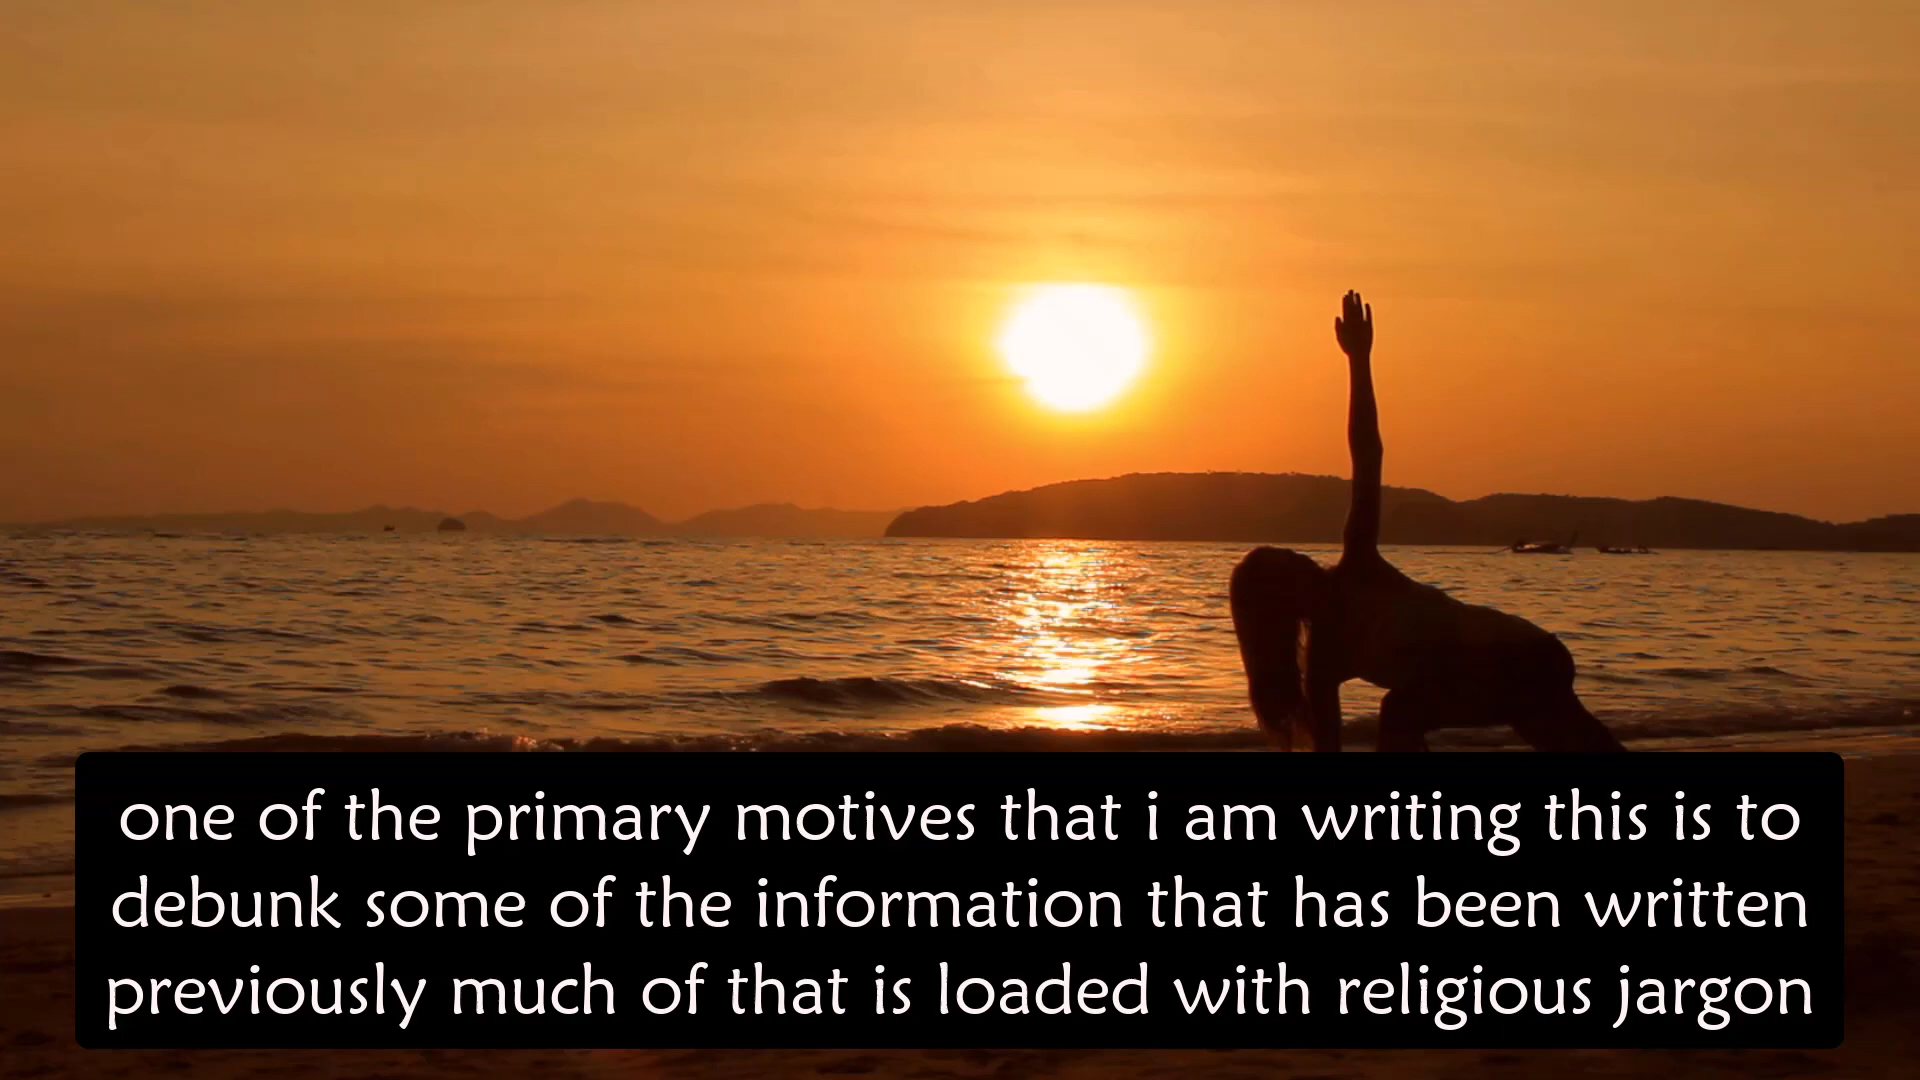 one of the primary motives that i am writing this is to
debunk some of the information that has been written
previously much of that is loaded with religious jargon